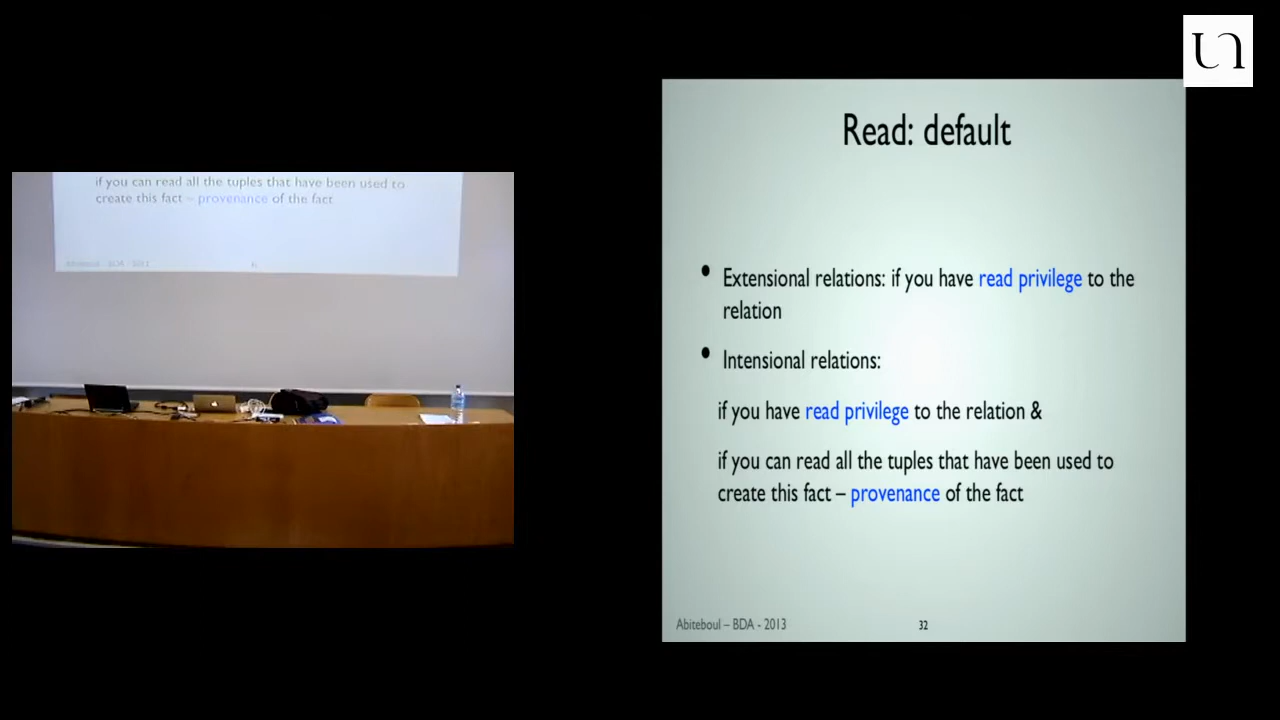 if you can read all the tuples that have been used to
create this fact – provenance of the fact
Read: default
• Extensional relations: if you have read privilege to the
relation
• Intensional relations:
if you have read privilege to the relation &
if you can read all the tuples that have been used to
create this fact – provenance of the fact
Abiteboul – BDA - 2013
32